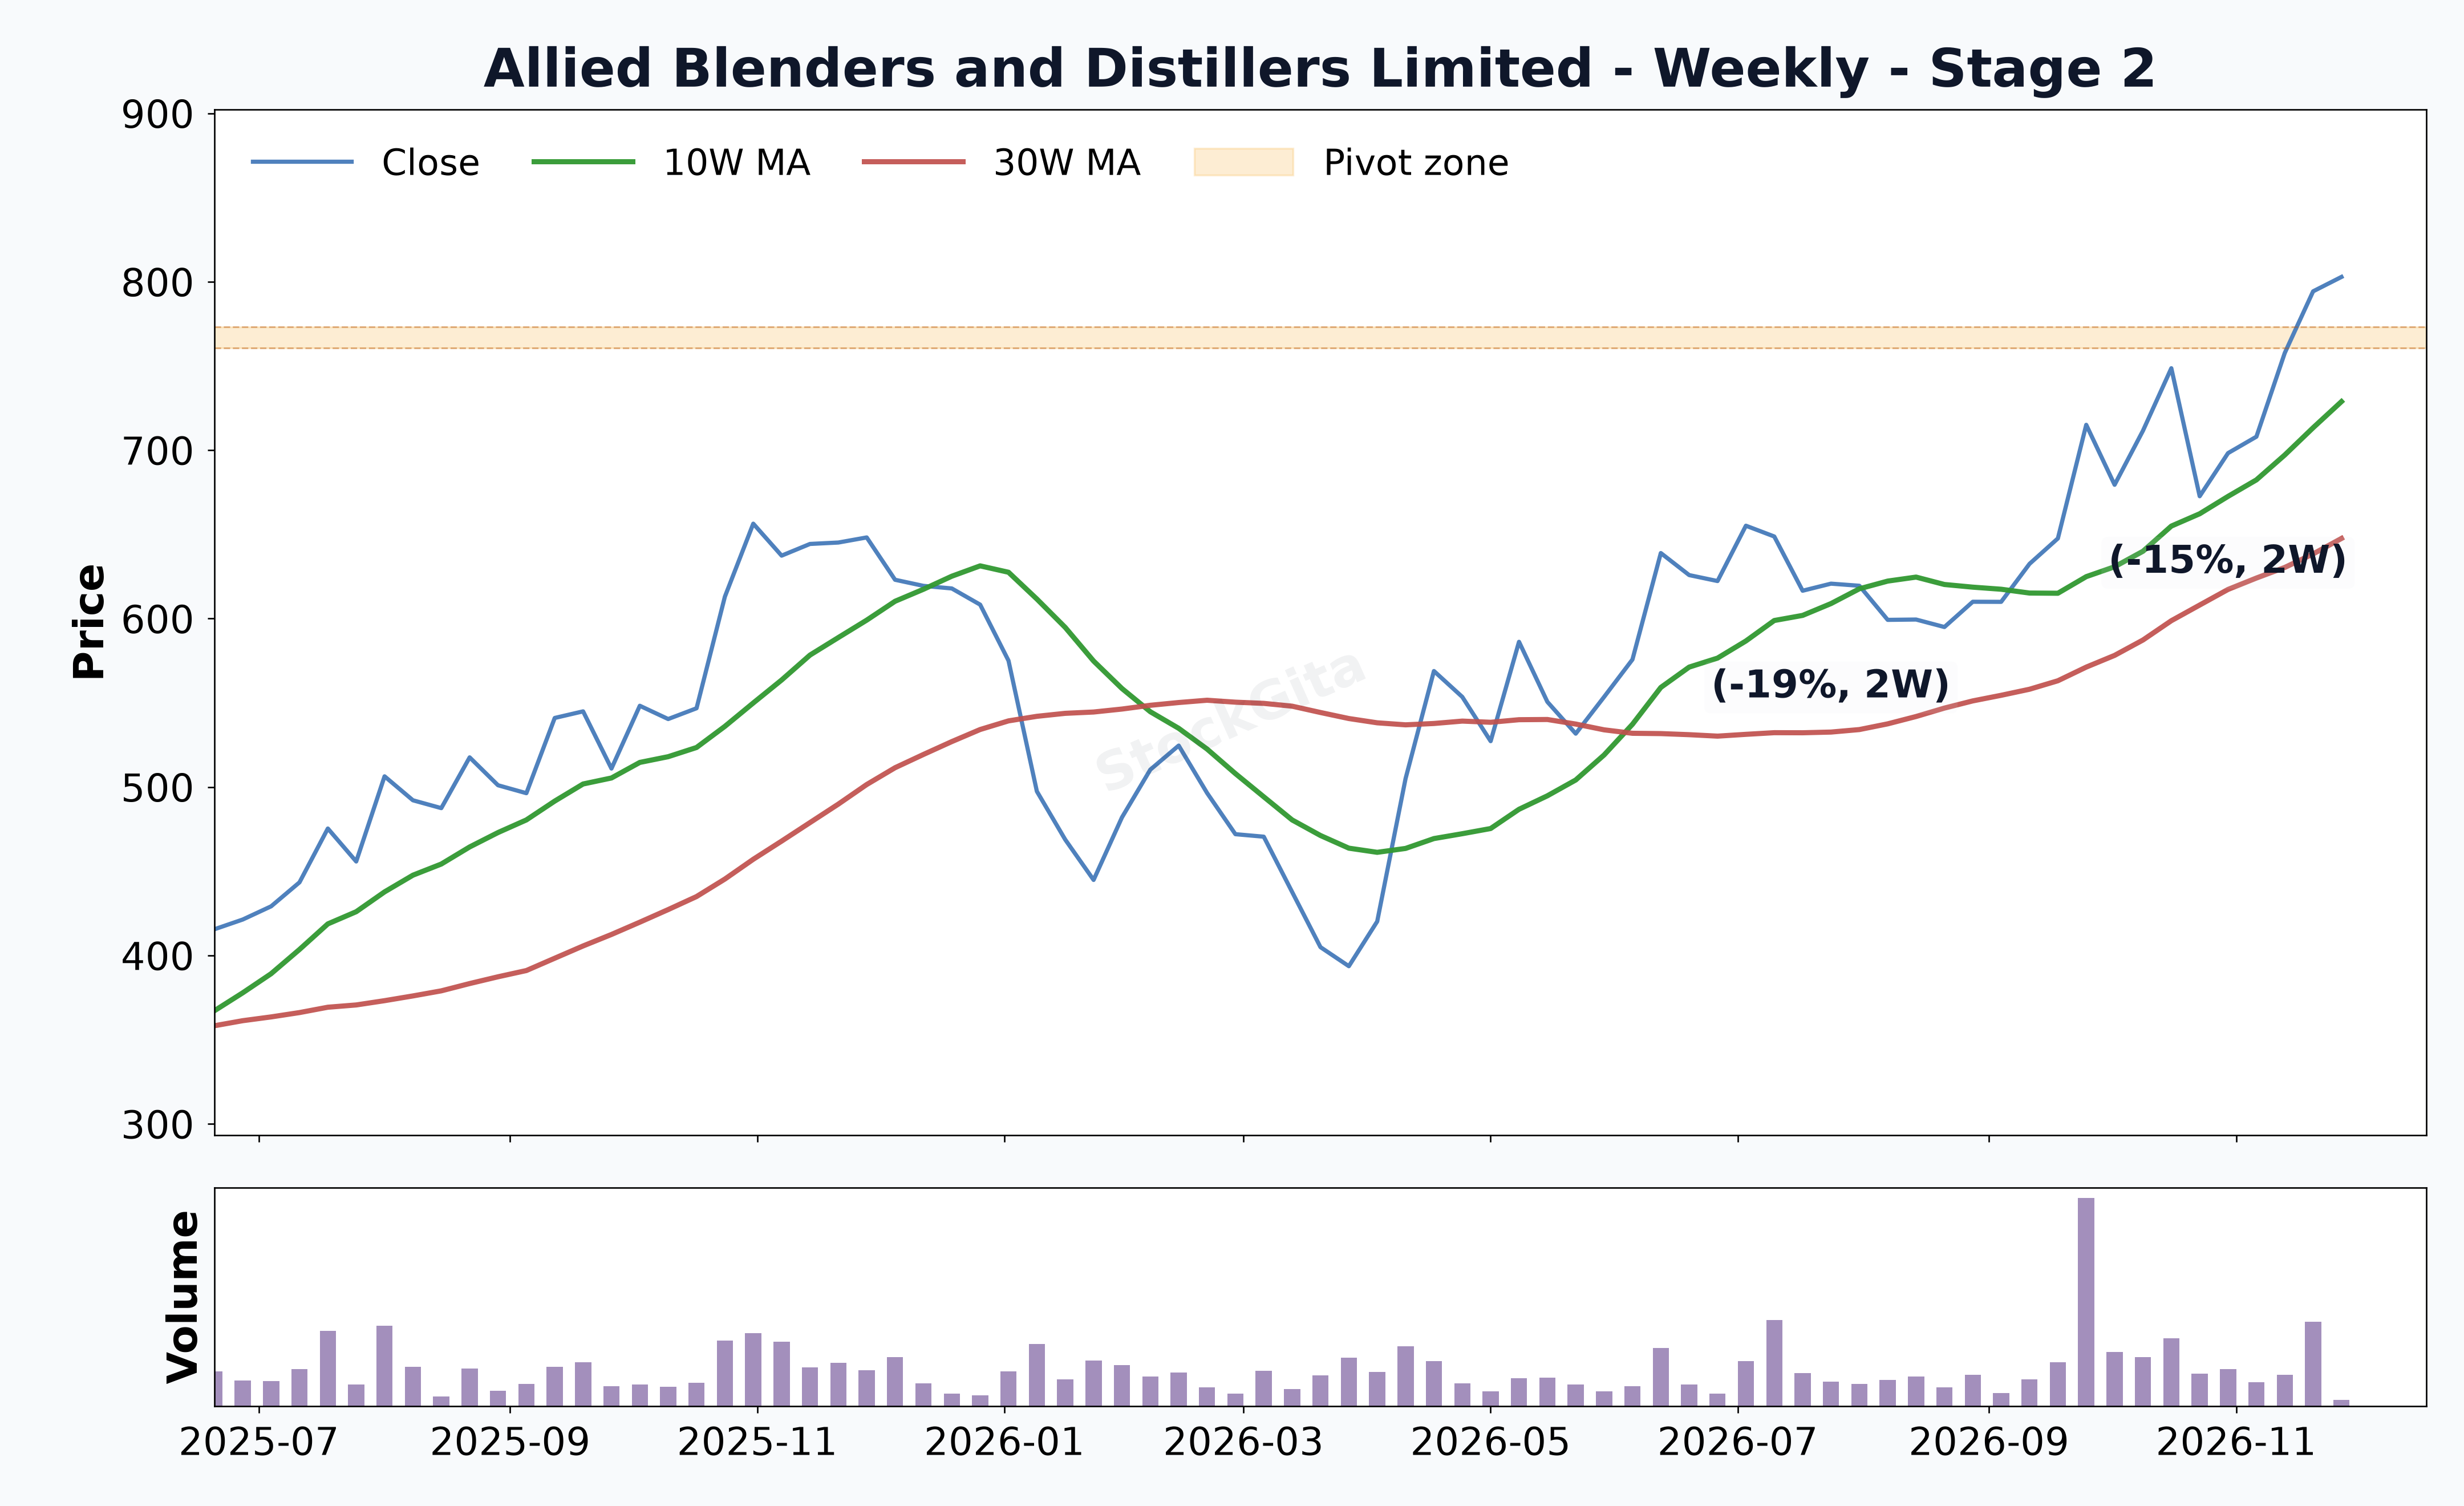 Allied Blenders and Distillers Limited - Weekly - Stage 2
Close 10W MA 30W MA Pivot zone
900
800
700
600
500
400
300
Price
StockGita
(-15%, 2W)
(-19%, 2W)
Volume
2025-07 2025-09 2025-11 2026-01 2026-03 2026-05 2026-07 2026-09 2026-11